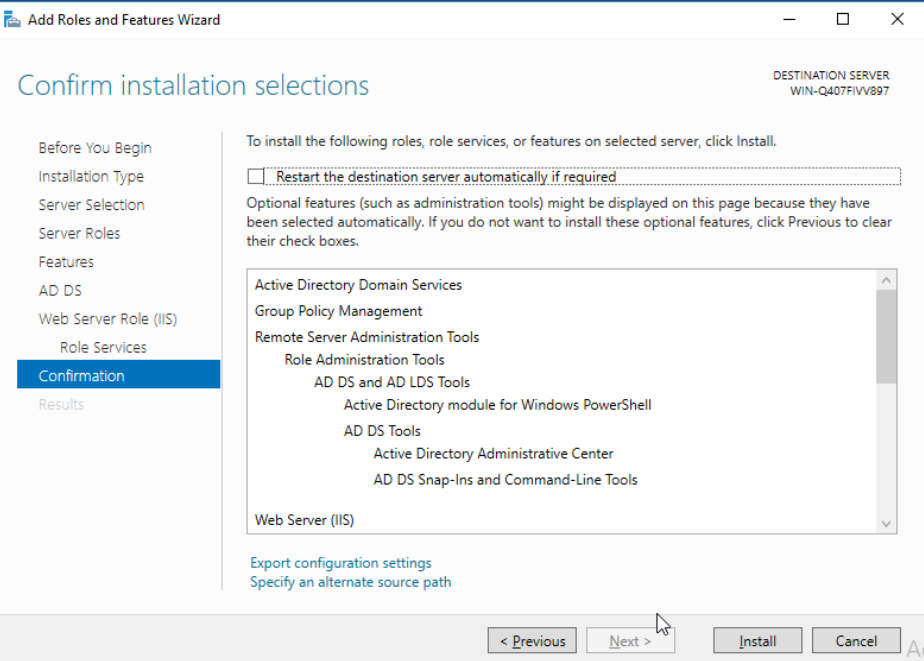 Add Roles and Features Wizard
Confirm installation selections
DESTINATION SERVER
WIN-Q407FIVV897
Before You Begin
Installation Type
Server Selection
Server Roles
Features
AD DS
Web Server Role (IIS)
Role Services
Confirmation
Results
To install the following roles, role services, or features on selected server, click Install.
Restart the destination server automatically if required
Optional features (such as administration tools) might be displayed on this page because they have
been selected automatically. If you do not want to install these optional features, click Previous to clear
their check boxes.
Active Directory Domain Services
Group Policy Management
Remote Server Administration Tools
Role Administration Tools
AD DS and AD LDS Tools
Active Directory module for Windows PowerShell
AD DS Tools
Active Directory Administrative Center
AD DS Snap-Ins and Command-Line Tools
Web Server (IIS)
Export configuration settings
Specify an alternate source path
< Previous
Next >
Install
Cancel